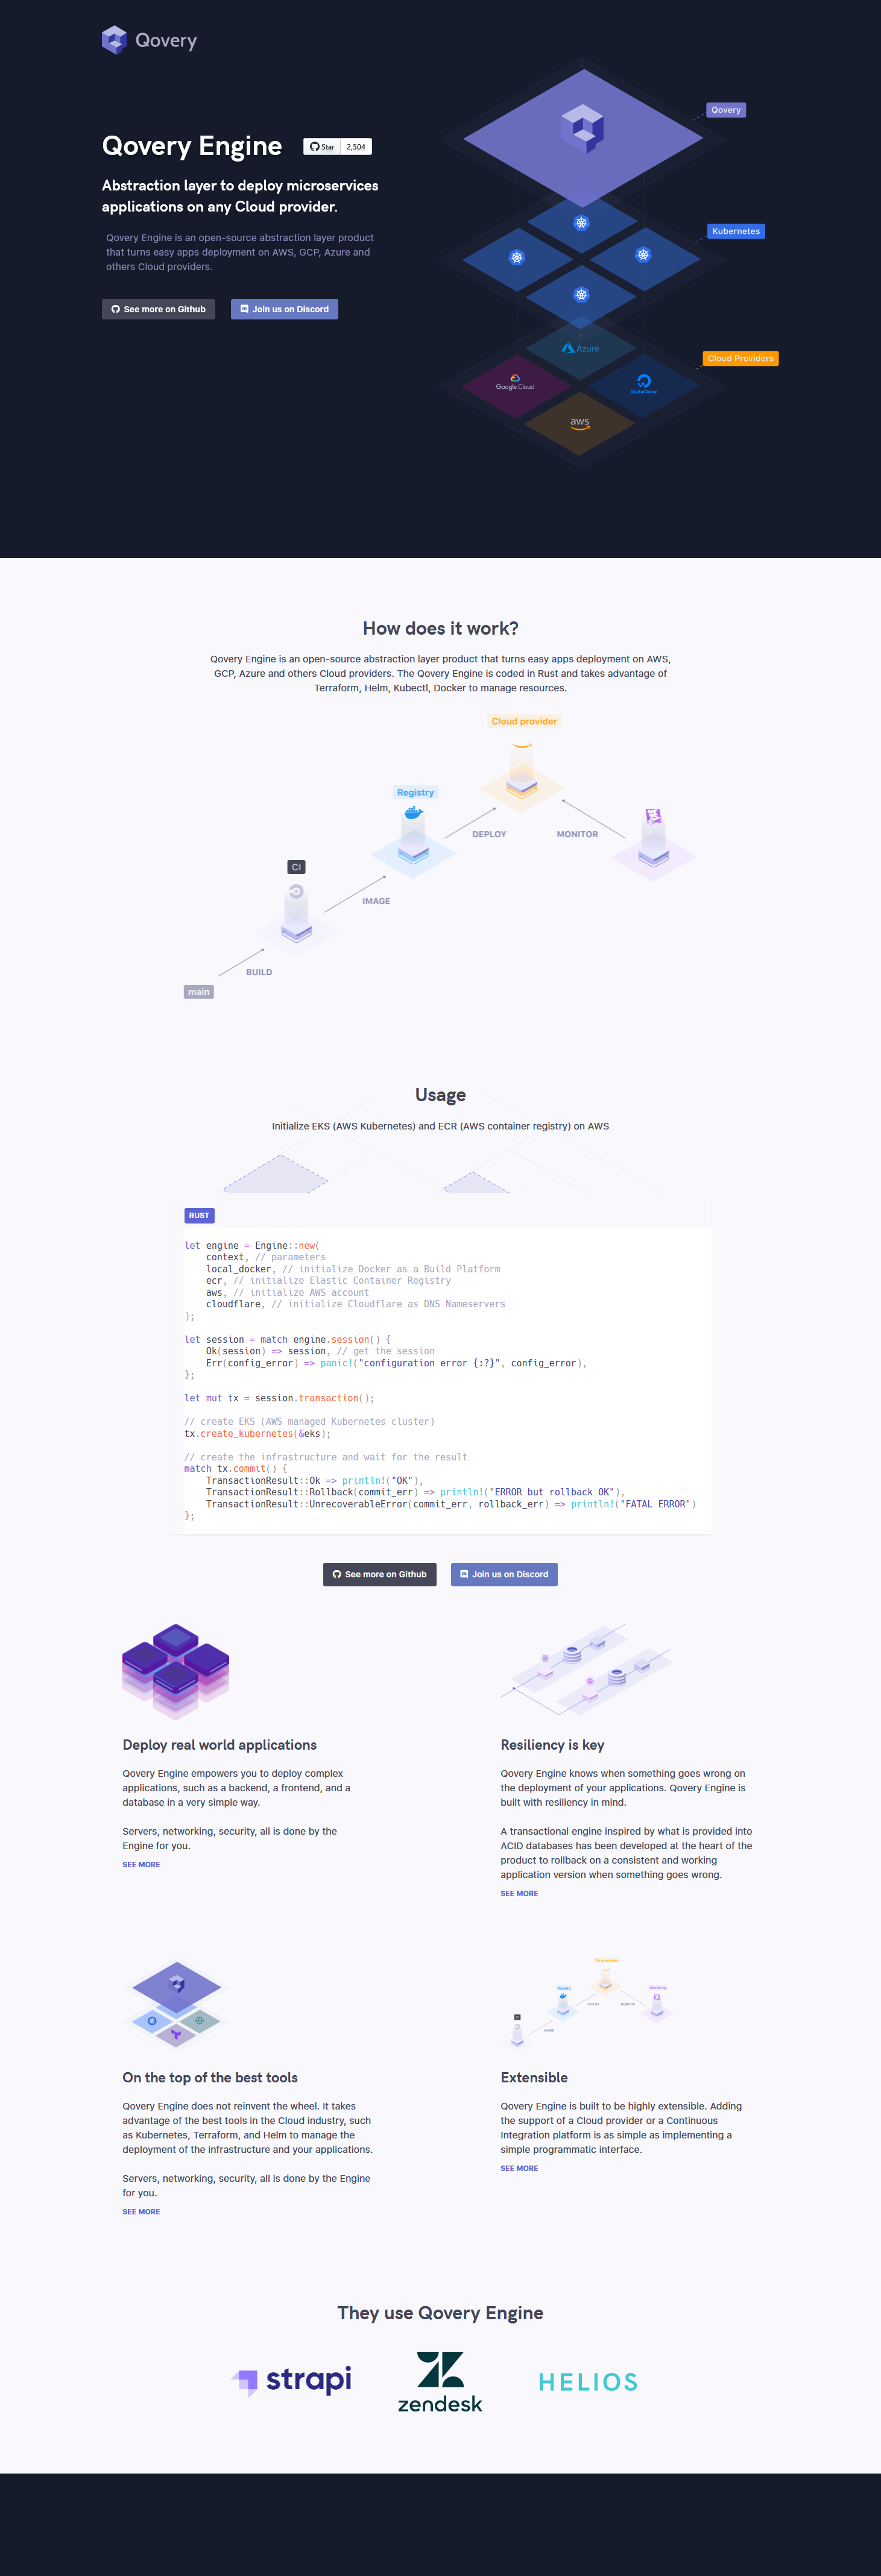 Qovery
Qovery
Qovery Engine
Star 2,504
Abstraction layer to deploy microservices
applications on any Cloud provider.
Kubernetes
Qovery Engine is an open-source abstraction layer product
that turns easy apps deployment on AWS, GCP, Azure and
others Cloud providers.
See more on Github Join us on Discord
Azure
Cloud Providers
Google Cloud
DigitalOcean
aws
How does it work?
Qovery Engine is an open-source abstraction layer product that turns easy apps deployment on AWS,
GCP, Azure and others Cloud providers. The Qovery Engine is coded in Rust and takes advantage of
Terraform, Helm, Kubectl, Docker to manage resources.
Cloud provider
Registry
DEPLOY MONITOR
CI
IMAGE
BUILD
main
Usage
Initialize EKS (AWS Kubernetes) and ECR (AWS container registry) on AWS
RUST
let engine = Engine::new(
    context, // parameters
    local_docker, // initialize Docker as a Build Platform
    ecr, // initialize Elastic Container Registry
    aws, // initialize AWS account
    cloudflare, // initialize Cloudflare as DNS Nameservers
);
let session = match engine.session() {
    Ok(session) => session, // get the session
    Err(config_error) => panic!("configuration error {:?}", config_error),
};
let mut tx = session.transaction();
// create EKS (AWS managed Kubernetes cluster)
tx.create_kubernetes(&eks);
// create the infrastructure and wait for the result
match tx.commit() {
    TransactionResult::Ok => println!("OK"),
    TransactionResult::Rollback(commit_err) => println!("ERROR but rollback OK"),
    TransactionResult::UnrecoverableError(commit_err, rollback_err) => println!("FATAL ERROR")
};
See more on Github Join us on Discord
Deploy real world applications
Qovery Engine empowers you to deploy complex
applications, such as a backend, a frontend, and a
database in a very simple way.
Servers, networking, security, all is done by the
Engine for you.
SEE MORE
Resiliency is key
Qovery Engine knows when something goes wrong on
the deployment of your applications. Qovery Engine is
built with resiliency in mind.
A transactional engine inspired by what is provided into
ACID databases has been developed at the heart of the
product to rollback on a consistent and working
application version when something goes wrong.
SEE MORE
On the top of the best tools
Qovery Engine does not reinvent the wheel. It takes
advantage of the best tools in the Cloud industry, such
as Kubernetes, Terraform, and Helm to manage the
deployment of the infrastructure and your applications.
Servers, networking, security, all is done by the Engine
for you.
SEE MORE
Cloud provider
Registry
Monitoring
DEPLOY MONITOR
CI
IMAGE
Extensible
Qovery Engine is built to be highly extensible. Adding
the support of a Cloud provider or a Continuous
Integration platform is as simple as implementing a
simple programmatic interface.
SEE MORE
They use Qovery Engine
strapi
zendesk
HELIOS